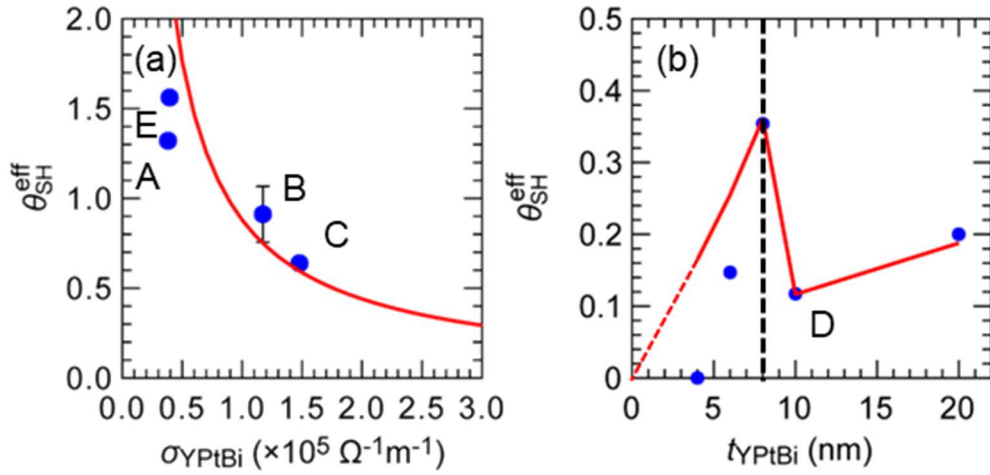 (a)
2.0
1.5
1.0
0.5
0.0
E
A
B
C
θ_SH^eff
0.0 0.5 1.0 1.5 2.0 2.5 3.0
σ_YPtBi (×10⁵ Ω⁻¹m⁻¹)
(b)
0.5
0.4
0.3
0.2
0.1
0
D
θ_SH^eff
0 5 10 15 20
t_YPtBi (nm)